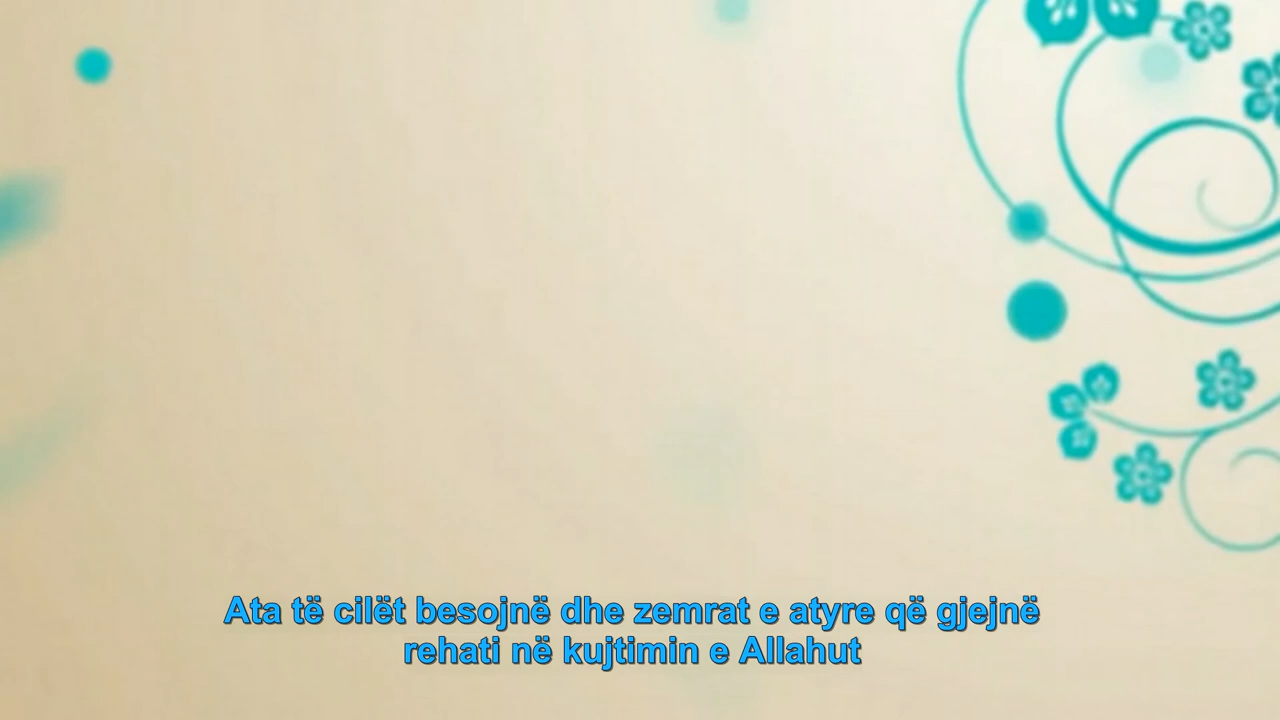 Ata të cilët besojnë dhe zemrat e atyre që gjejnë
rehati në kujtimin e Allahut